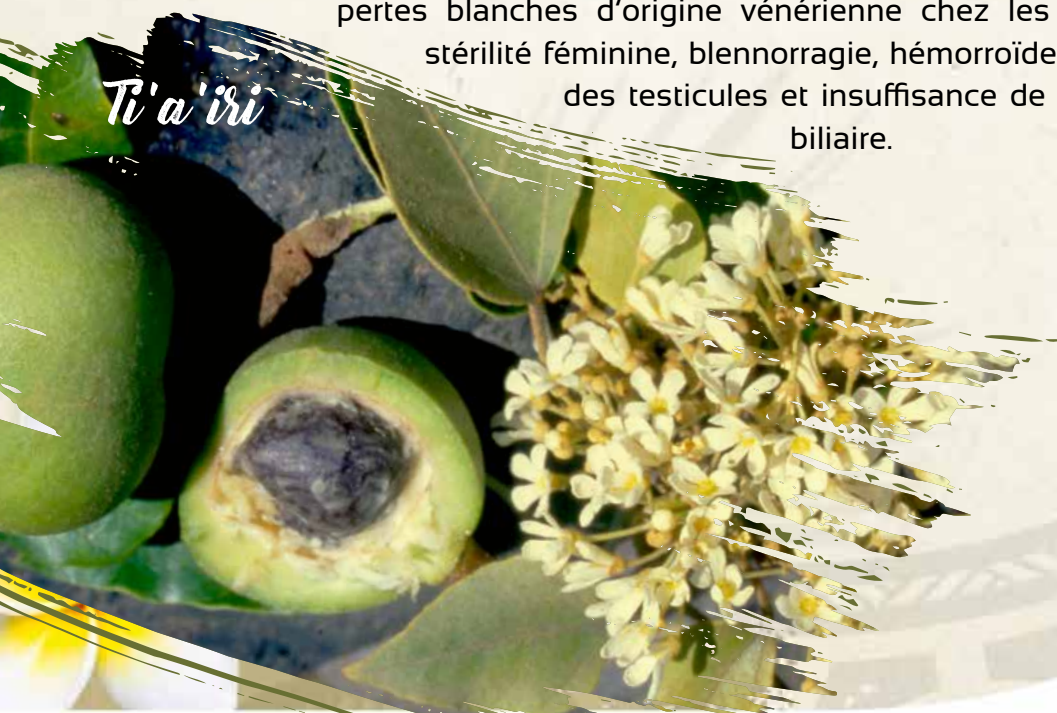 pertes blanches d’origine vénérienne chez les
stérilité féminine, blennorragie, hémorroïde
des testicules et insuffisance de
biliaire.
Ti'a'iri